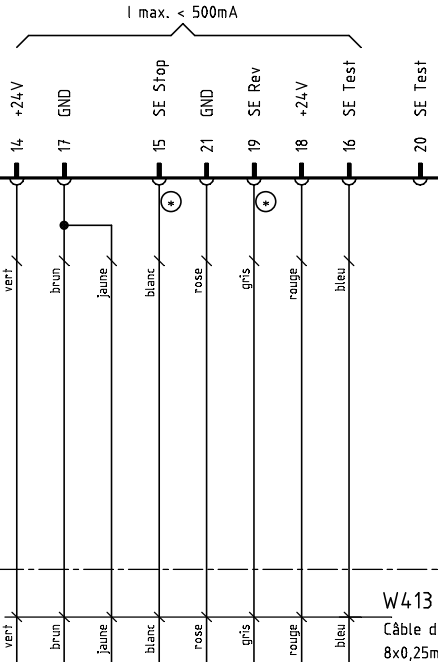 I max. < 500mA
+24V
GND
SE Stop
GND
SE Rev
+24V
SE Test
SE Test
14
17
15
21
19
18
16
20
*
*
vert
brun
jaune
blanc
rose
gris
rouge
bleu
W413
vert
brun
jaune
blanc
rose
gris
rouge
bleu
Câble d
8x0,25m